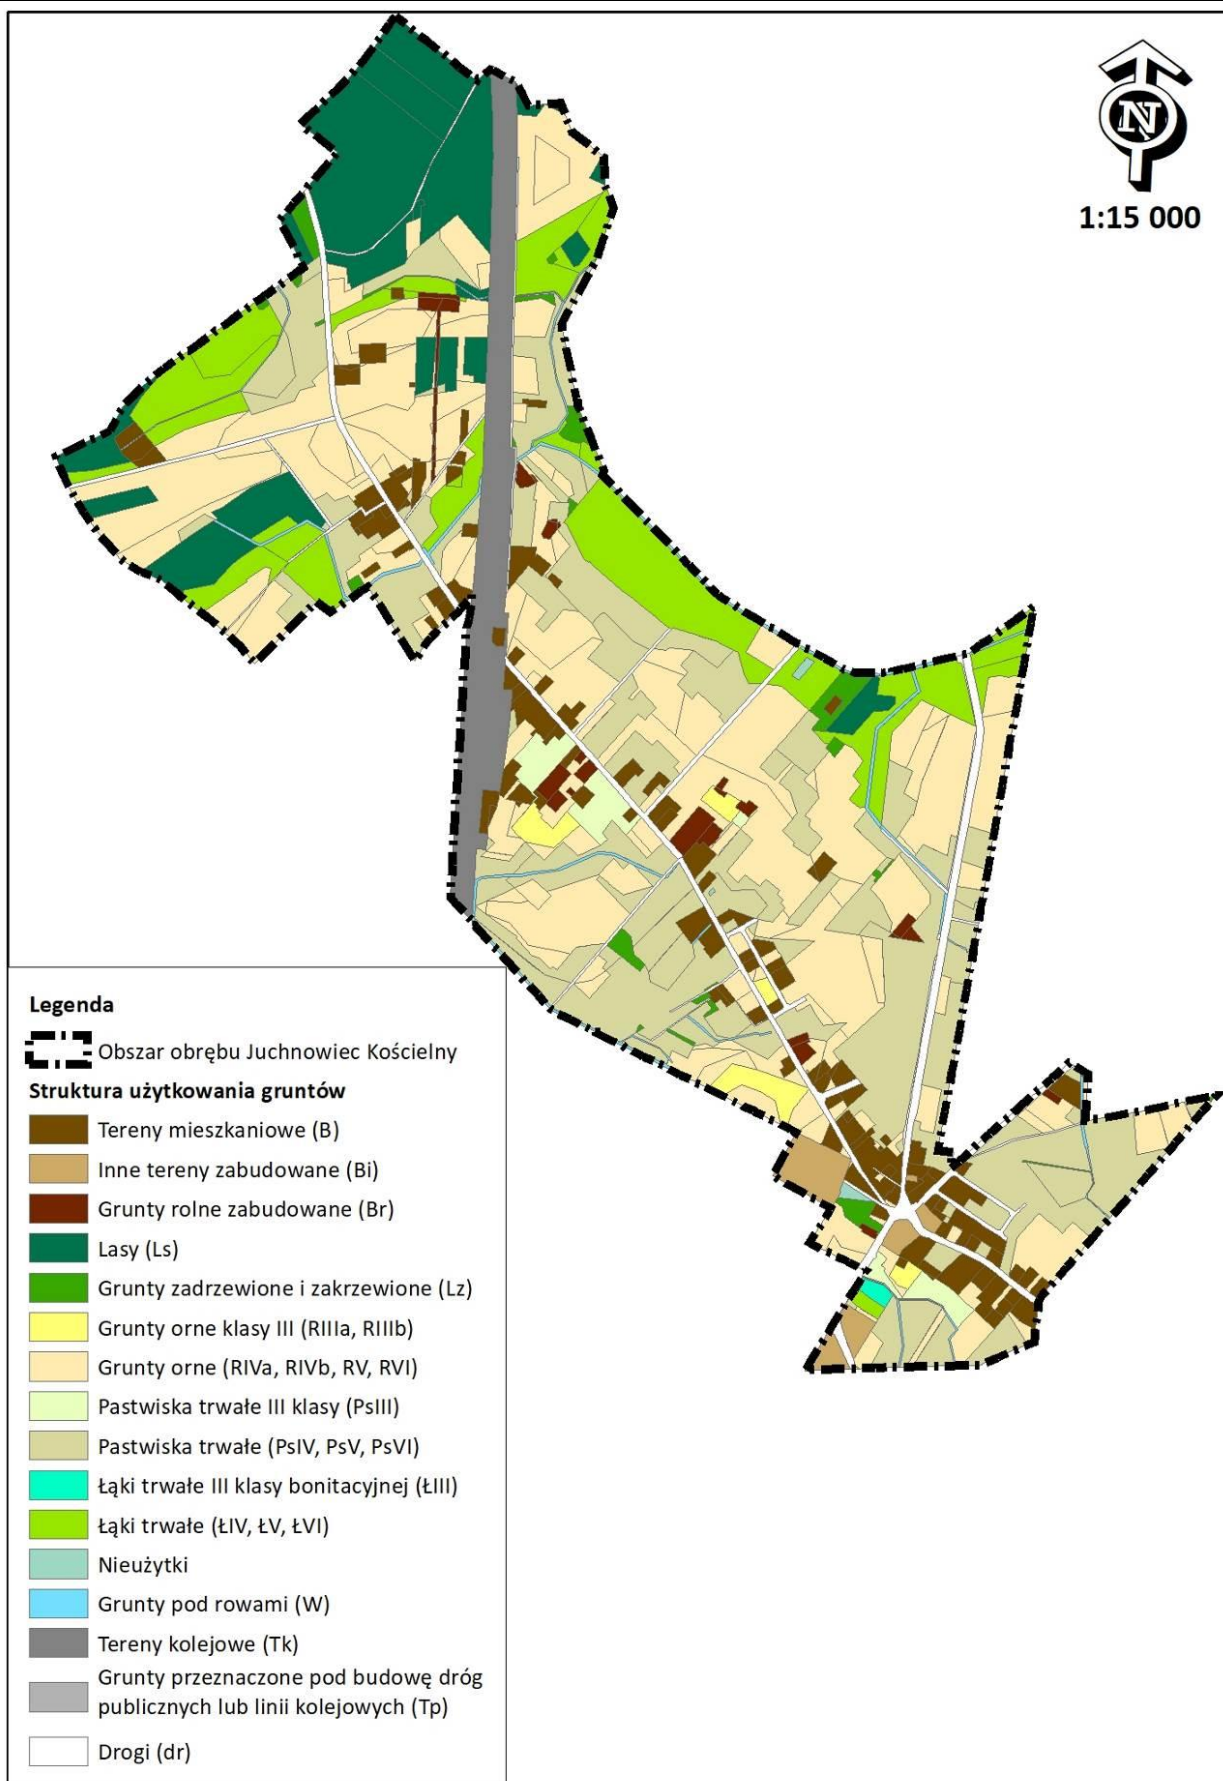 N
1:15 000
Legenda
Obszar obrębu Juchnowiec Kościelny
Struktura użytkowania gruntów
Tereny mieszkaniowe (B)
Inne tereny zabudowane (Bi)
Grunty rolne zabudowane (Br)
Lasy (Ls)
Grunty zadrzewione i zakrzewione (Lz)
Grunty orne klasy III (RIIIa, RIIIb)
Grunty orne (RIVa, RIVb, RV, RVI)
Pastwiska trwałe III klasy (PsIII)
Pastwiska trwałe (PsIV, PsV, PsVI)
Łąki trwałe III klasy bonitacyjnej (ŁIII)
Łąki trwałe (ŁIV, ŁV, ŁVI)
Nieużytki
Grunty pod rowami (W)
Tereny kolejowe (Tk)
Grunty przeznaczone pod budowę dróg
publicznych lub linii kolejowych (Tp)
Drogi (dr)